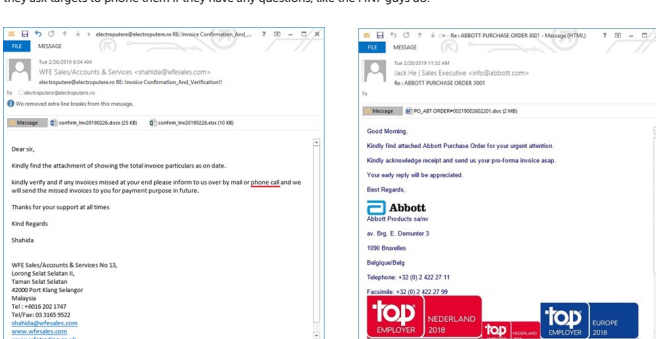 they ask targets to phone them if they have any questions, like the HNY guys do.
electroputere@electroputere.ro RE: Invoice Confirmation_And_...
FILE MESSAGE
Tue 2/26/2019 6:54 AM
WFE Sales/Accounts & Services <shahida@wfesales.com>
electroputere@electroputere.ro RE: Invoice Confernation_And_Verification!!
To electroputere@electroputere.ro
We removed extra line breaks from this message.
Message confirm_Inv20190226.docx (25 KB) confirm_Inv20190226.xlsx (10 KB)
Dear sir,
Kindly find the attachment of showing the total invoice particulars as on date.
kindly verify and if any invoices missed at your end please inform to us over by mail or phone call and we
will send the missed invoices to you for payment purpose in future.
Thanks for your support at all times
Kind Regards
Shahida
WFE Sales/Accounts & Services No 13,
Lorong Selat Selatan II,
Taman Selat Selatan
42000 Port Klang Selangor
Malaysia
Tel : +6016 202 1747
Tel/Fax: 03 3165 9522
shahida@wfesales.com
www.wfesales.com
Re : ABBOTT PURCHASE ORDER 3001 - Message (HTML)
FILE MESSAGE
Tue 2/26/2019 11:32 AM
Jack He | Sales Executive <info@abbott.com>
Re : ABBOTT PURCHASE ORDER 3001
To
Message PO_ABT ORDER#00219002602201.doc (2 MB)
Good Morning,
Kindly find attached Abbott Purchase Order for your urgent attention.
Kindly acknowledge receipt and send us your pro-forma invoice asap.
Your early reply will be appreciated.
Best Regards,
Abbott
Abbott Products sa/nv
av. Brg. E. Demunter 3
1090 Bruxelles
Belgique/Belg
Telephone: +32 (0) 2 422 27 11
Facsimile: +32 (0) 2 422 27 99
top EMPLOYER NEDERLAND 2018
top NEDERLAND
top EMPLOYER EUROPE 2018